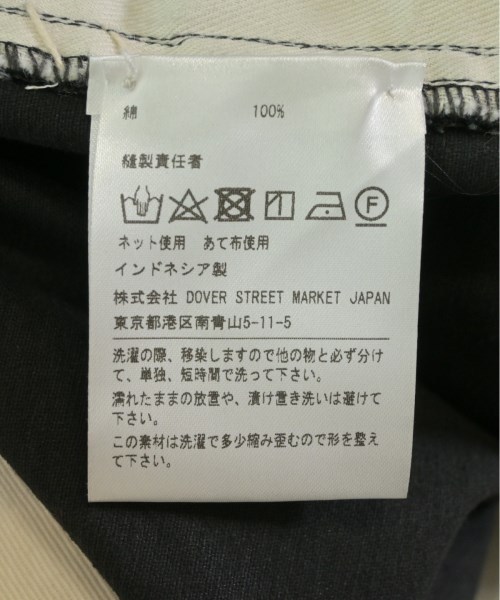 綿 100%
縫製責任者
F
ネット使用 あて布使用
インドネシア製
株式会社 DOVER STREET MARKET JAPAN
東京都港区南青山5-11-5
洗濯の際、移染しますので他の物と必ず分け
て、単独、短時間で洗って下さい。
濡れたままの放置や、漬け置き洗いは避けて
下さい。
この素材は洗濯で多少縮み歪むので形を整え
て下さい。